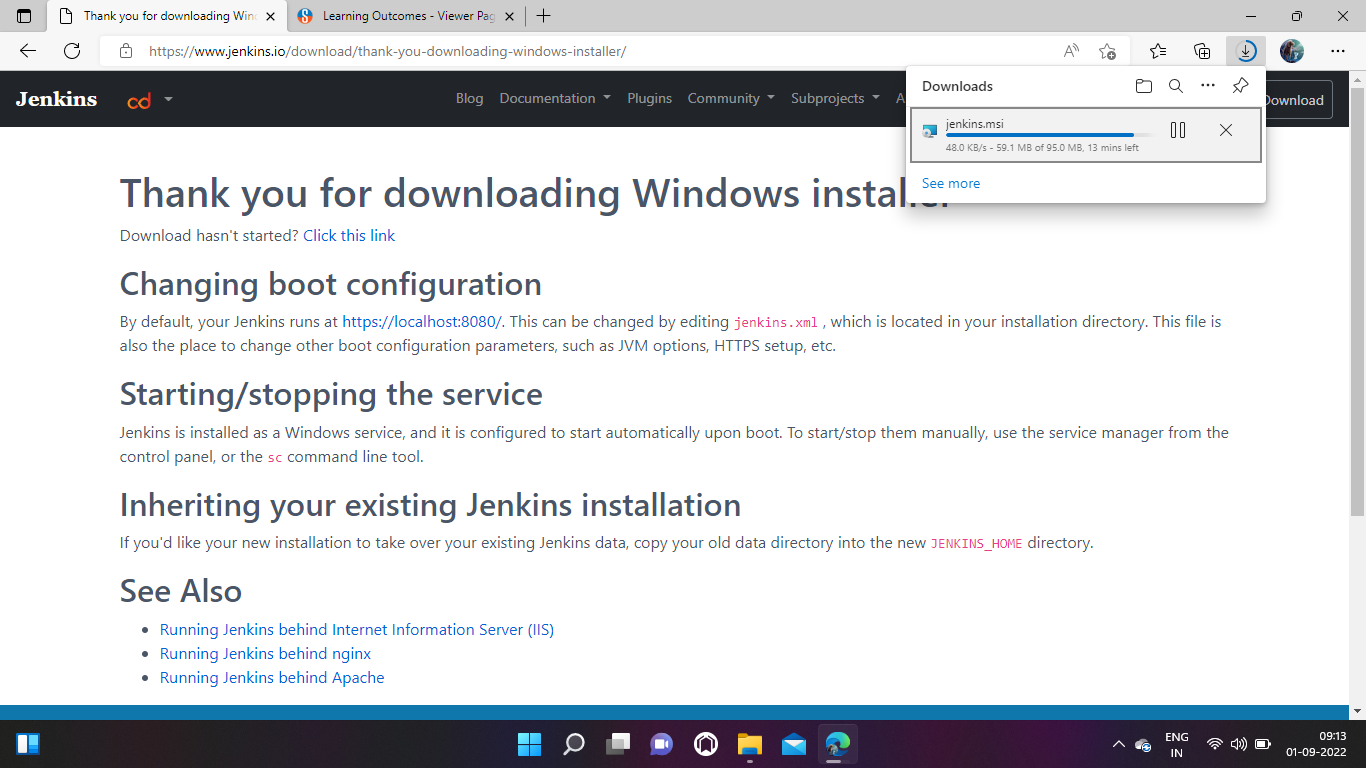 Thank you for downloading Win
Learning Outcomes - Viewer Pag
https://www.jenkins.io/download/thank-you-downloading-windows-installer/
Jenkins
cd
Blog
Documentation
Plugins
Community
Subprojects
A
Download
Downloads
jenkins.msi
48.0 KB/s - 59.1 MB of 95.0 MB, 13 mins left
See more
Thank you for downloading Windows installer
Download hasn't started? Click this link
Changing boot configuration
By default, your Jenkins runs at https://localhost:8080/. This can be changed by editing jenkins.xml , which is located in your installation directory. This file is
also the place to change other boot configuration parameters, such as JVM options, HTTPS setup, etc.
Starting/stopping the service
Jenkins is installed as a Windows service, and it is configured to start automatically upon boot. To start/stop them manually, use the service manager from the
control panel, or the sc command line tool.
Inheriting your existing Jenkins installation
If you'd like your new installation to take over your existing Jenkins data, copy your old data directory into the new JENKINS_HOME directory.
See Also
Running Jenkins behind Internet Information Server (IIS)
Running Jenkins behind nginx
Running Jenkins behind Apache
ENG
IN
09:13
01-09-2022